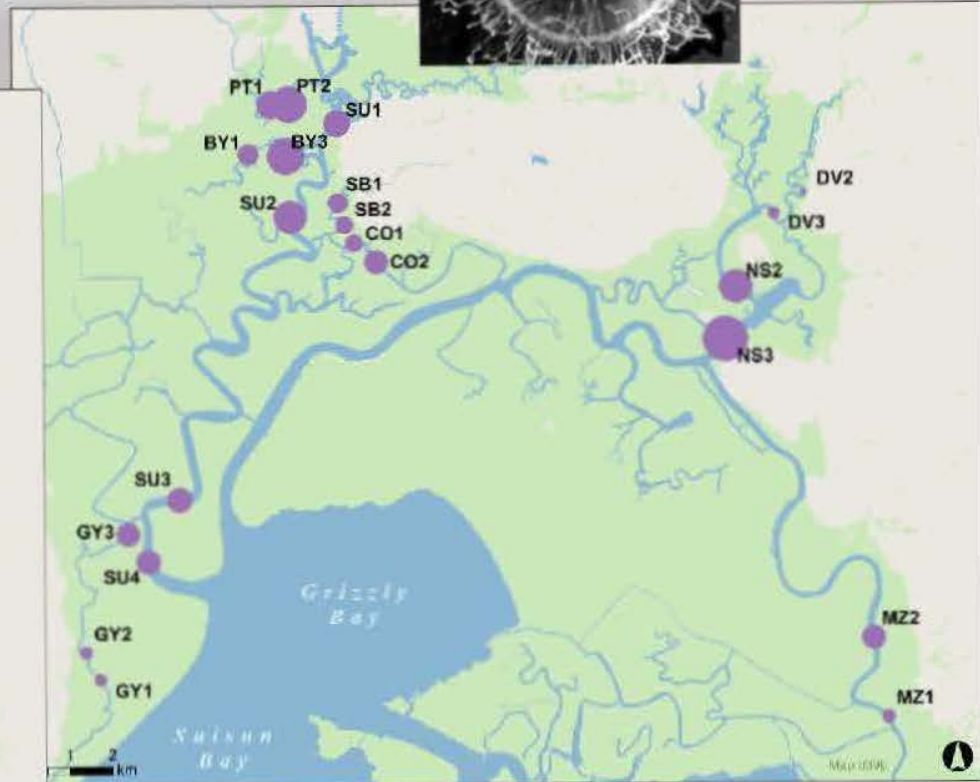 PT1
PT2
SU1
BY1
BY3
SB1
SU2
SB2
CO1
CO2
DV2
DV3
NS2
NS3
SU3
GY3
SU4
GY2
GY1
MZ2
MZ1
Grizzly
Bay
Suisun
Bay
1 2
km